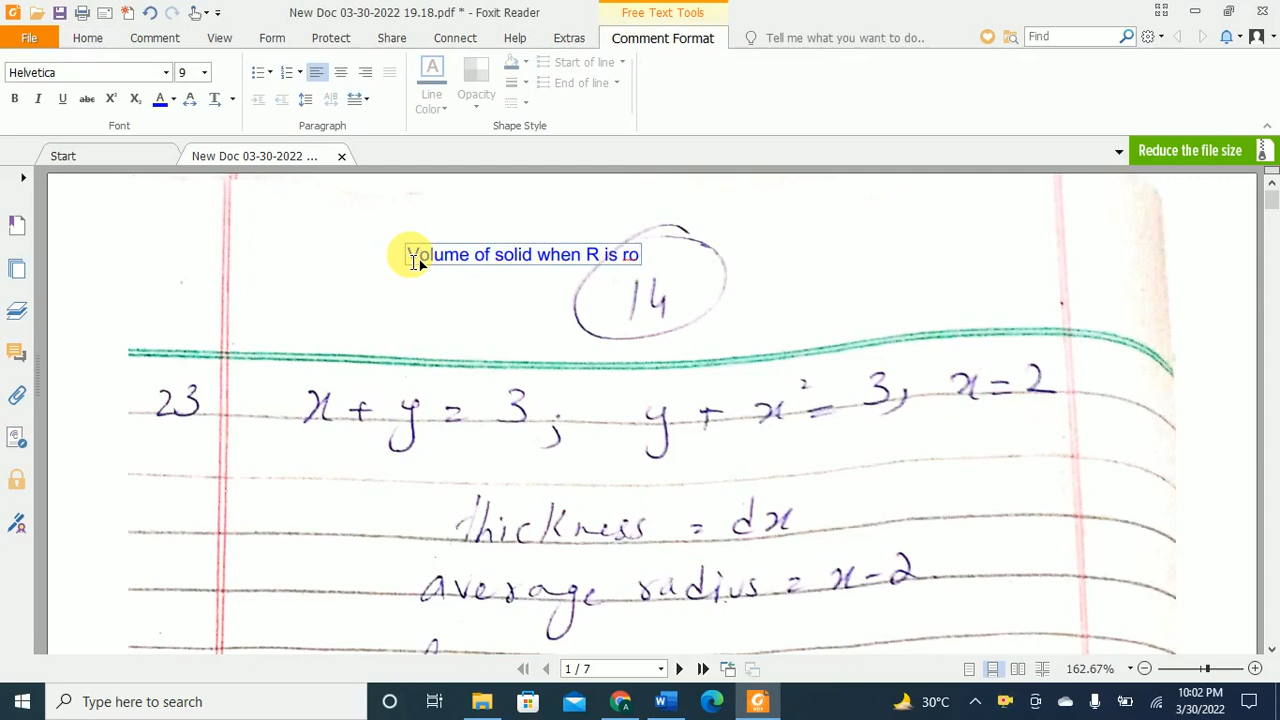 New Doc 03-30-2022 19.18.pdf * - Foxit Reader
Free Text Tools
File
Home
Comment
View
Form
Protect
Share
Connect
Help
Extras
Comment Format
Tell me what you want to do..
Find
Helvetica
9
Start of line
End of line
Line Color
Opacity
Font
Paragraph
Shape Style
Start
New Doc 03-30-2022 ...
Reduce the file size
Volume of solid when R is ro
14
23 x + y = 3 ; y + x² = 3, x = 2
thickness = dx
average radius = x - 2
1 / 7
162.67%
Type here to search
30°C
10:02 PM
3/30/2022